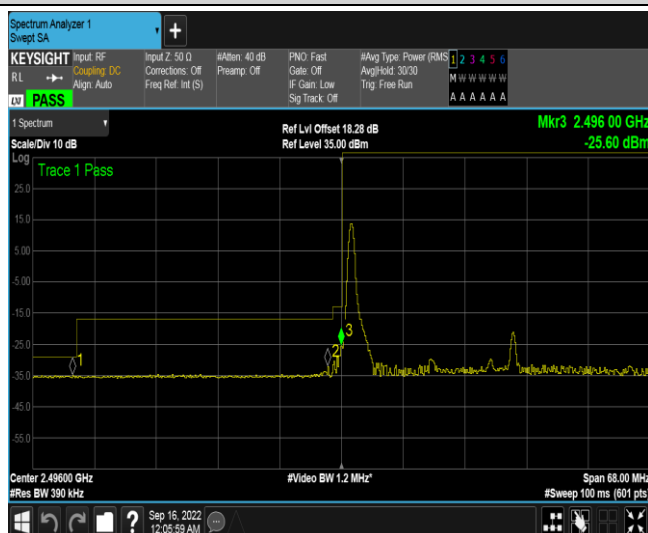 Spectrum Analyzer 1
Swept SA
+
KEYSIGHT
Input: RF
Input Z: 50 Ω
#Atten: 40 dB
PNO: Fast
#Avg Type: Power (RMS
1 2 3 4 5 6
RL
Coupling: DC
Corrections: Off
Preamp: Off
Gate: Off
Avg|Hold: 30/30
M W W W W W
Align: Auto
Freq Ref: Int (S)
IF Gain: Low
Trig: Free Run
Sig Track: Off
A A A A A A
LXI PASS
1 Spectrum
Scale/Div 10 dB
Ref Lvl Offset 18.28 dB
Ref Level 35.00 dBm
Mkr3 2.496 00 GHz
-25.60 dBm
Log
Trace 1 Pass
25.0
15.0
5.00
-5.00
-15.0
-25.0
-35.0
-45.0
-55.0
1
2
3
Center 2.49600 GHz
#Video BW 1.2 MHz*
Span 68.00 MHz
#Res BW 390 kHz
#Sweep 100 ms (601 pts)
?
Sep 16, 2022
12:05:59 AM